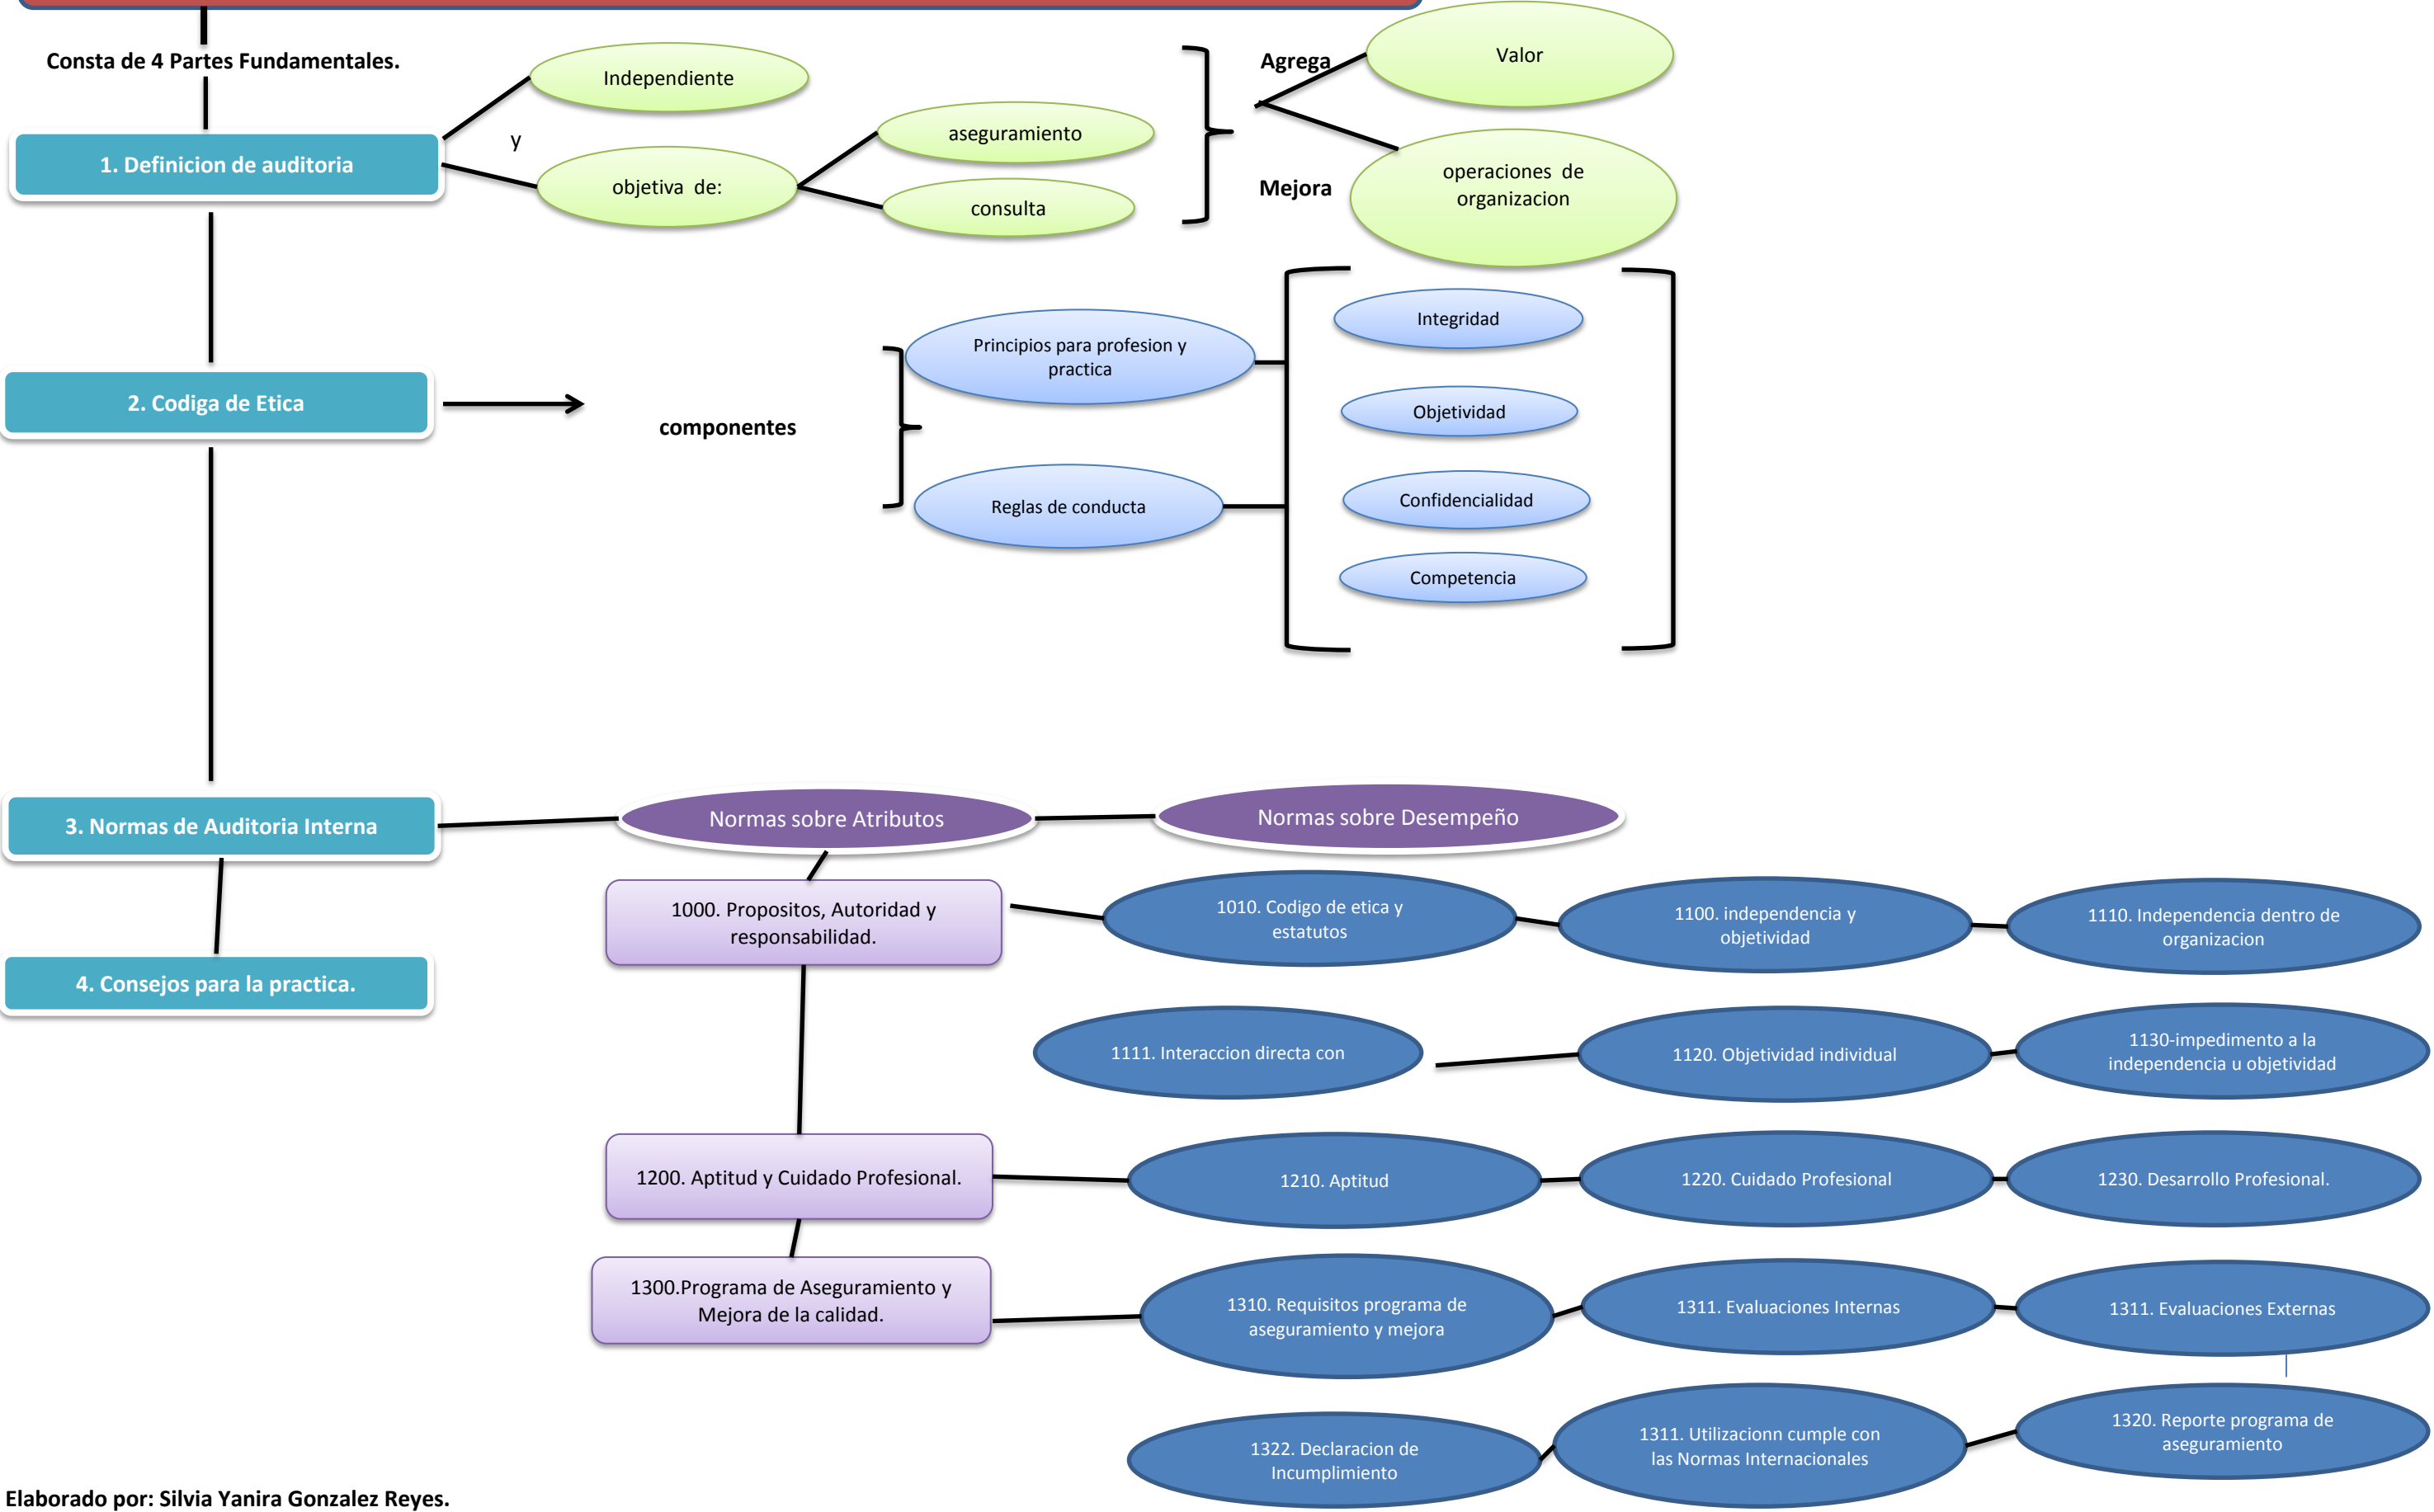 Consta de 4 Partes Fundamentales.
1. Definicion de auditoria
Independiente
y
objetiva  de:
aseguramiento
consulta
Agrega
Valor
Mejora
operaciones  de
organizacion
2. Codiga de Etica
componentes
Principios para profesion y
practica
Reglas de conducta
Integridad
Objetividad
Confidencialidad
Competencia
3. Normas de Auditoria Interna
Normas sobre Atributos
Normas sobre Desempeño
1000. Propositos, Autoridad y
responsabilidad.
1010. Codigo de etica y
estatutos
1100. independencia y
objetividad
1110. Independencia dentro de
organizacion
4. Consejos para la practica.
1111. Interaccion directa con
1120. Objetividad individual
1130-impedimento a la
independencia u objetividad
1200. Aptitud y Cuidado Profesional.
1210. Aptitud
1220. Cuidado Profesional
1230. Desarrollo Profesional.
1300.Programa de Aseguramiento y
Mejora de la calidad.
1310. Requisitos programa de
aseguramiento y mejora
1311. Evaluaciones Internas
1311. Evaluaciones Externas
1322. Declaracion de
Incumplimiento
1311. Utilizacionn cumple con
las Normas Internacionales
1320. Reporte programa de
aseguramiento
Elaborado por: Silvia Yanira Gonzalez Reyes.